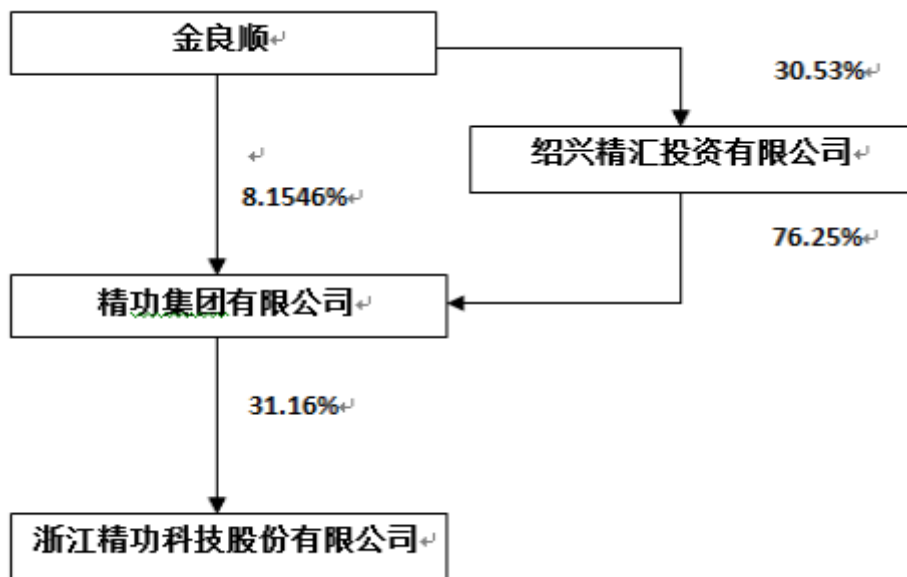 金良顺
30.53%
绍兴精汇投资有限公司
8.1546%
76.25%
精功集团有限公司
31.16%
浙江精功科技股份有限公司